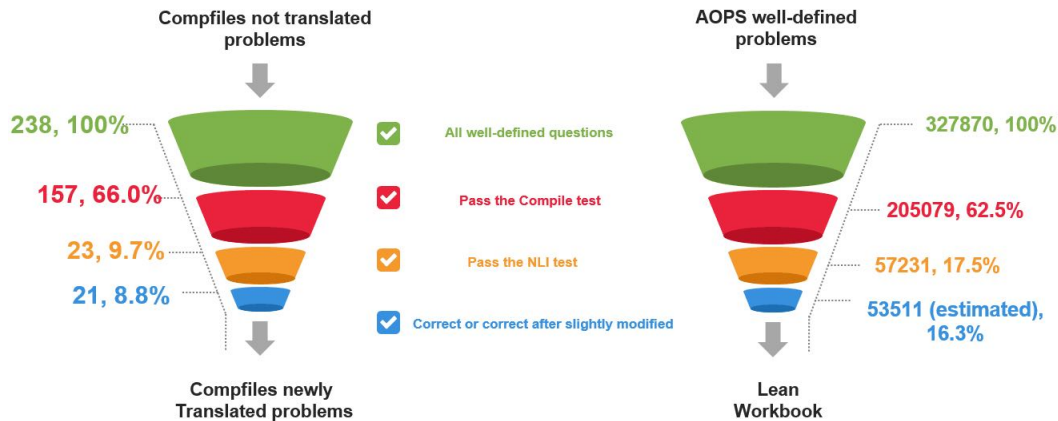 Compfiles not translated
problems
238, 100%
157, 66.0%
23, 9.7%
21, 8.8%
Compfiles newly
Translated problems
All well-defined questions
Pass the Compile test
Pass the NLI test
Correct or correct after slightly modified
AOPS well-defined
problems
327870, 100%
205079, 62.5%
57231, 17.5%
53511 (estimated),
16.3%
Lean
Workbook